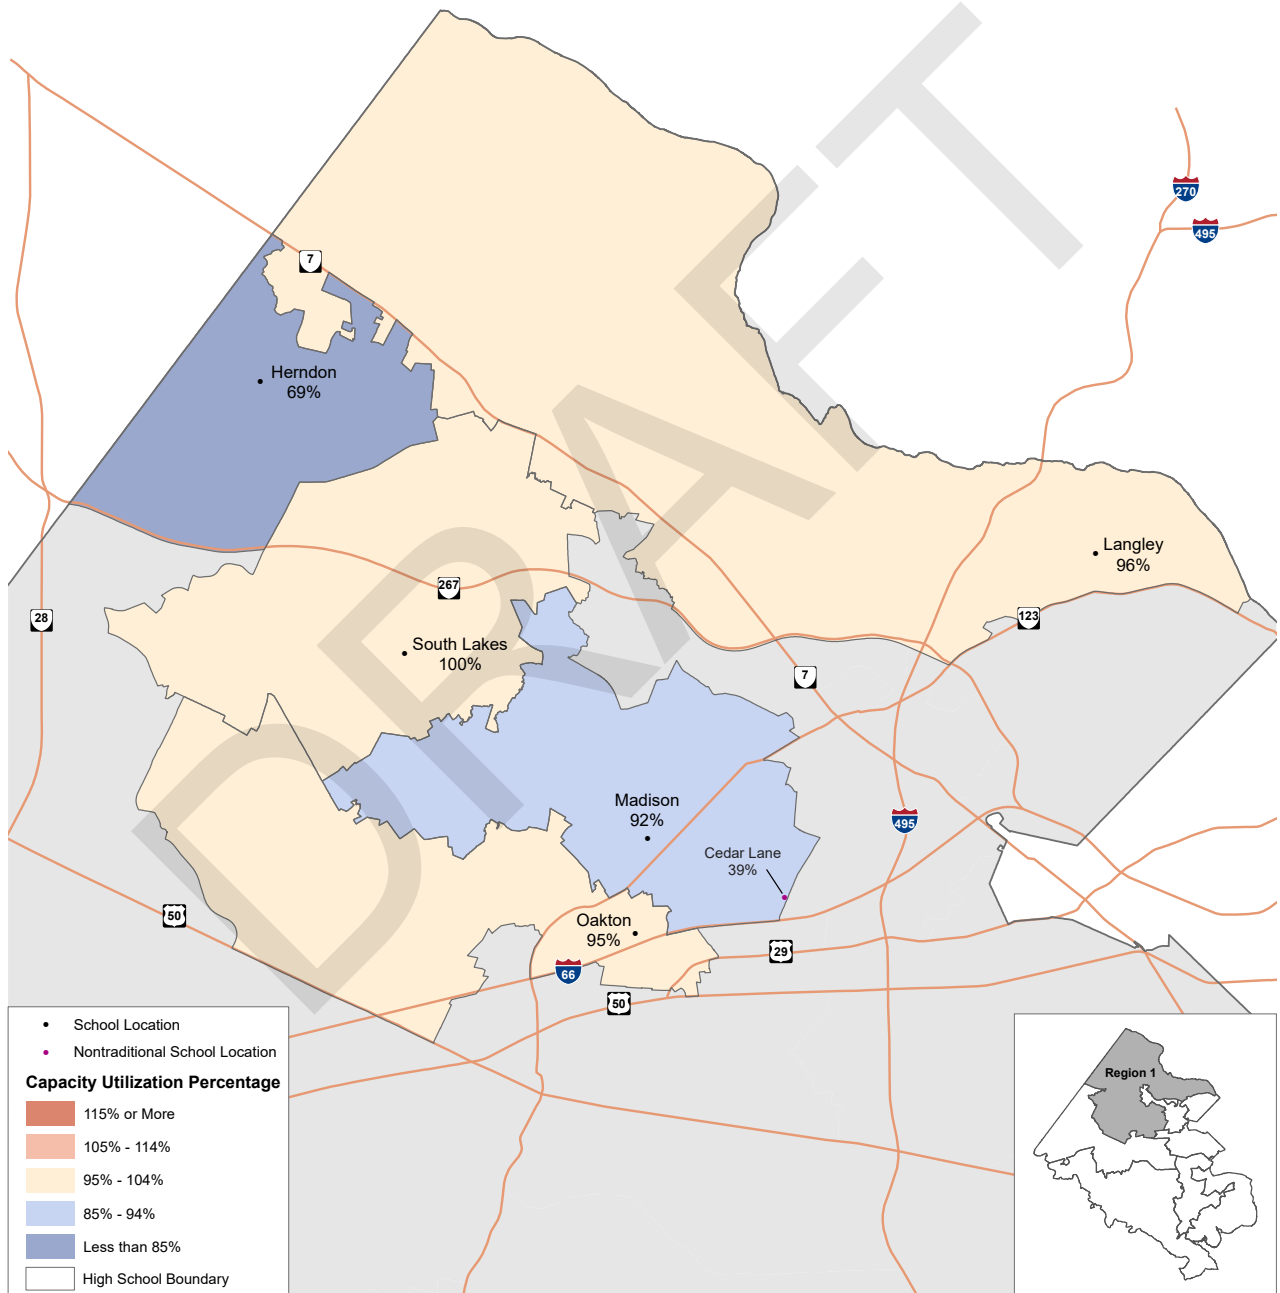 270
495
7
Herndon
69%
Langley
96%
267
28
123
South Lakes
100%
7
Madison
92%
495
Cedar Lane
39%
50
Oakton
95%
29
66
50
DRAFT
School Location
Nontraditional School Location
Capacity Utilization Percentage
115% or More
105% - 114%
95% - 104%
85% - 94%
Less than 85%
High School Boundary
Region 1